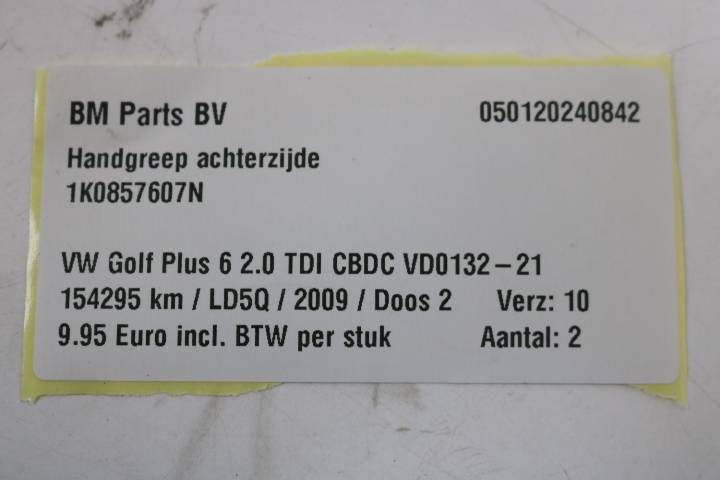 BM Parts BV 050120240842
Handgreep achterzijde
1K0857607N
VW Golf Plus 6 2.0 TDI CBDC VD0132-21
154295 km / LD5Q / 2009 / Doos 2 Verz: 10
9.95 Euro incl. BTW per stuk Aantal: 2